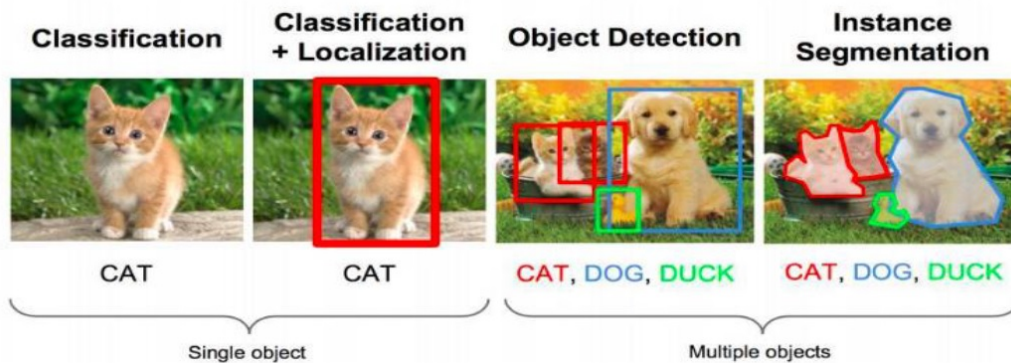 Classification
Classification
+ Localization
Object Detection
Instance
Segmentation
CAT
CAT
CAT, DOG, DUCK
CAT, DOG, DUCK
Single object
Multiple objects